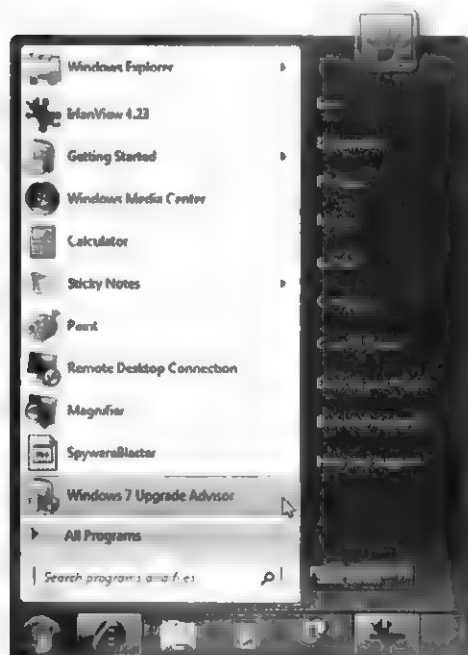 Windows Explorer
IrfanView 4.23
Getting Started
Windows Media Center
Calculator
Sticky Notes
Paint
Remote Desktop Connection
Magnifier
SpywareBlaster
Windows 7 Upgrade Advisor
All Programs
Search programs and files